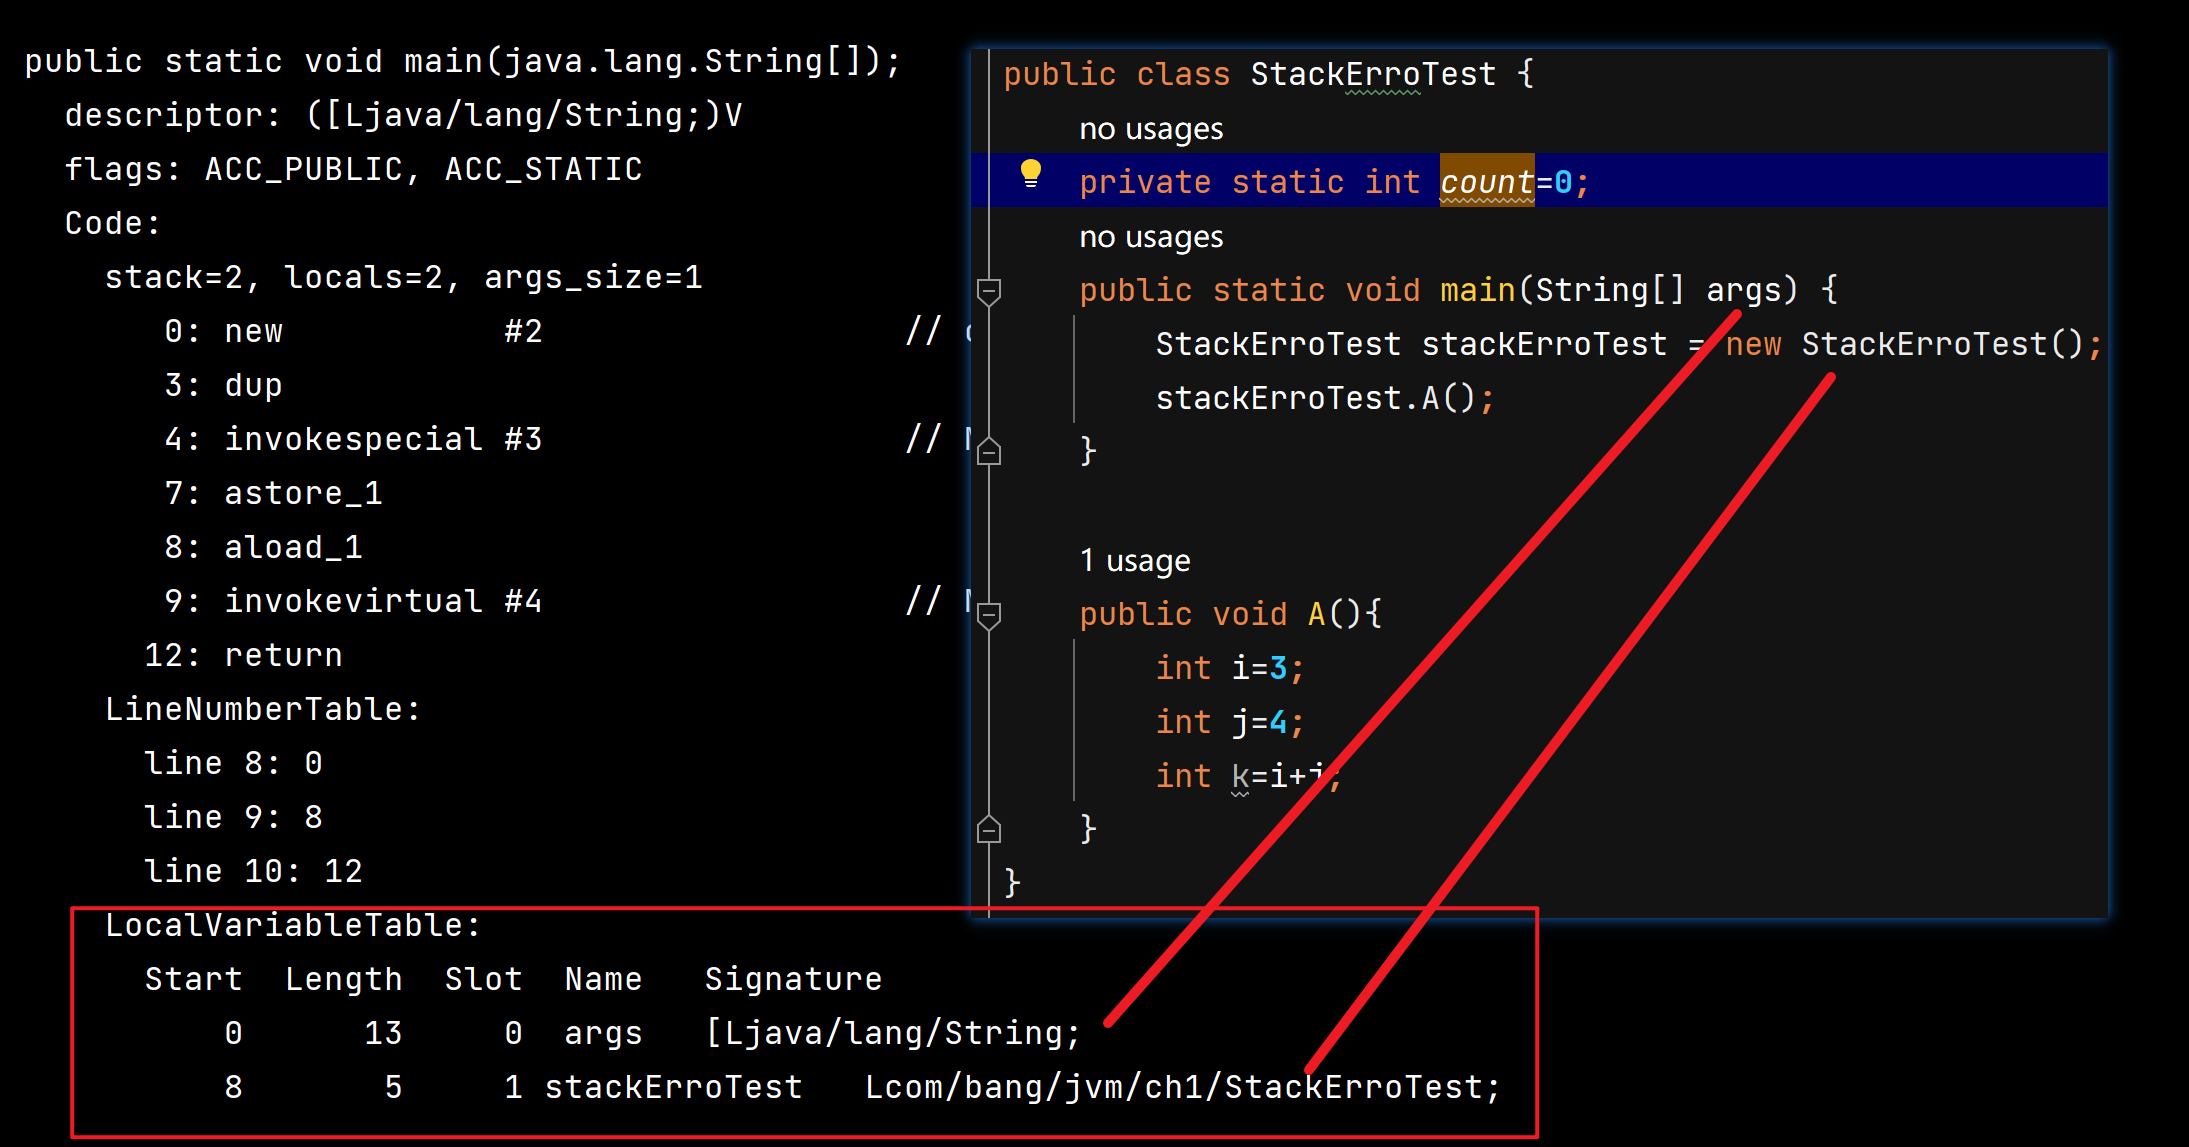 public static void main(java.lang.String[]);
descriptor: ([Ljava/lang/String;)V
flags: ACC_PUBLIC, ACC_STATIC
Code:
stack=2, locals=2, args_size=1
0: new #2 //
3: dup
4: invokespecial #3 //
7: astore_1
8: aload_1
9: invokevirtual #4 //
12: return
LineNumberTable:
line 8: 0
line 9: 8
line 10: 12
LocalVariableTable:
Start Length Slot Name Signature
0 13 0 args [Ljava/lang/String;
8 5 1 stackErroTest Lcom/bang/jvm/ch1/StackErroTest;
public class StackErroTest {
no usages
private static int count=0;
no usages
public static void main(String[] args) {
StackErroTest stackErroTest = new StackErroTest();
stackErroTest.A();
}
1 usage
public void A(){
int i=3;
int j=4;
int k=i+j;
}
}